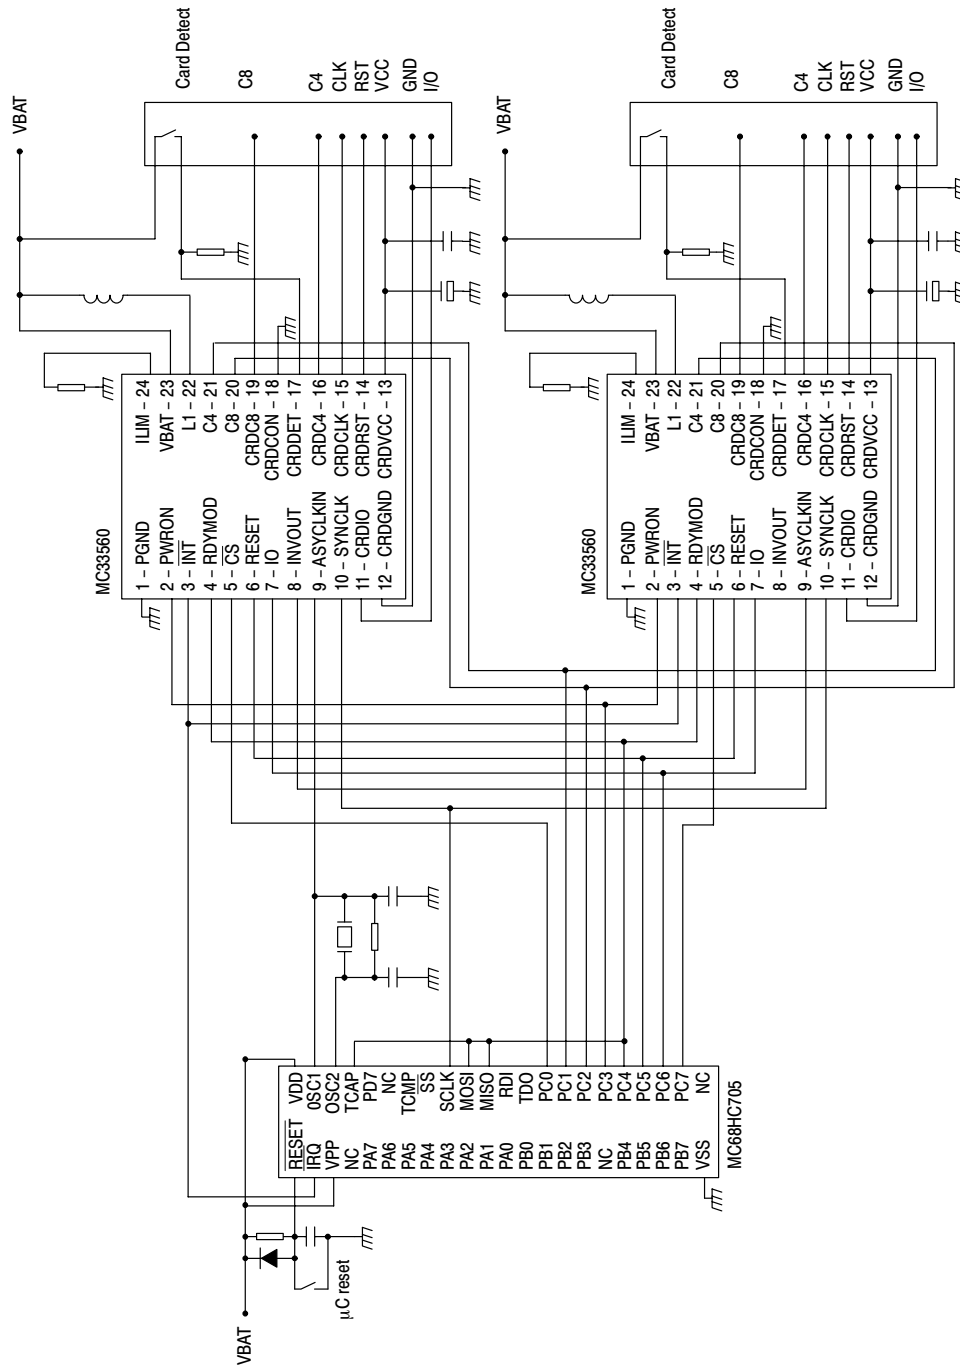 VBAT
µC reset
MC68HC705
RESET
IRQ
VPP
NC
PA7
PA6
PA5
PA4
PA3
PA2
PA1
PA0
PB0
PB1
PB2
PB3
NC
PB4
PB5
PB6
PB7
VSS
VDD
0SC1
OSC2
TCAP
PD7
NC
TCMP
SS
SCLK
MOSI
MISO
RDI
TDO
PC0
PC1
PC2
PC3
PC4
PC5
PC6
PC7
NC
MC33560
1 – PGND
2 – PWRON
3 – INT
4 – RDYMOD
5 – CS
6 – RESET
7 – IO
8 – INVOUT
9 – ASYCLKIN
10 – SYNCLK
11 – CRDIO
12 – CRDGND
ILIM – 24
VBAT – 23
L1 – 22
C4 – 21
C8 – 20
CRDC8 – 19
CRDCON – 18
CRDDET – 17
CRDC4 – 16
CRDCLK – 15
CRDRST – 14
CRDVCC – 13
VBAT
Card Detect
C8
C4
CLK
RST
VCC
GND
I/O
MC33560
1 – PGND
2 – PWRON
3 – INT
4 – RDYMOD
5 – CS
6 – RESET
7 – IO
8 – INVOUT
9 – ASYCLKIN
10 – SYNCLK
11 – CRDIO
12 – CRDGND
ILIM – 24
VBAT – 23
L1 – 22
C4 – 21
C8 – 20
CRDC8 – 19
CRDCON – 18
CRDDET – 17
CRDC4 – 16
CRDCLK – 15
CRDRST – 14
CRDVCC – 13
VBAT
Card Detect
C8
C4
CLK
RST
VCC
GND
I/O